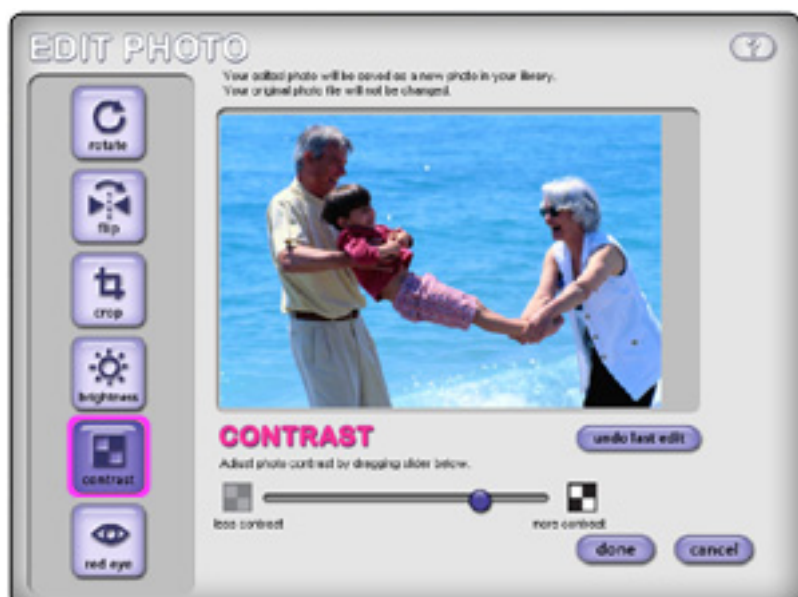 EDIT PHOTO
?
Your edited photo will be saved as a new photo in your library.
Your original photo file will not be changed.
rotate
flip
crop
brightness
contrast
red eye
CONTRAST
undo last edit
Adjust photo contrast by dragging slider below.
less contrast
more contrast
done
cancel